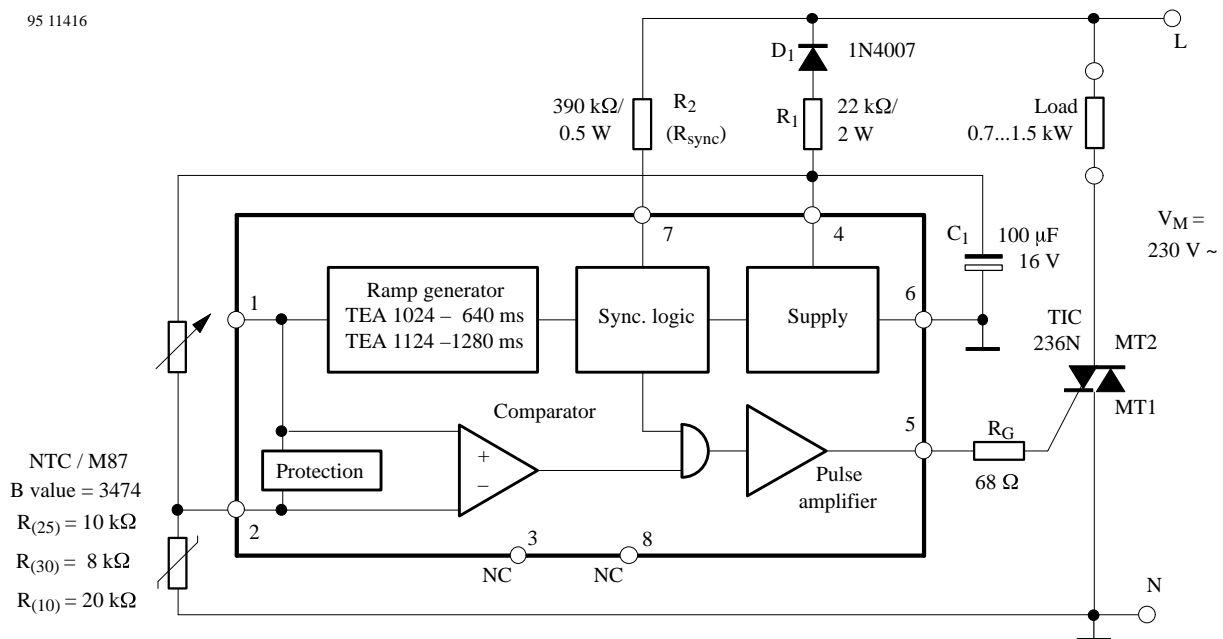 95 11416
L
D1
1N4007
390 kΩ/
0.5 W
R2
(Rsync)
R1
22 kΩ/
2 W
Load
0.7...1.5 kW
7
4
C1
100 μF
16 V
VM =
230 V ~
1
Ramp generator
TEA 1024 – 640 ms
TEA 1124 –1280 ms
Sync. logic
Supply
6
TIC
236N
MT2
MT1
Comparator
+
–
Protection
5
RG
68 Ω
Pulse
amplifier
NTC / M87
B value = 3474
R(25) = 10 kΩ
R(30) = 8 kΩ
R(10) = 20 kΩ
2
3
8
NC
NC
N